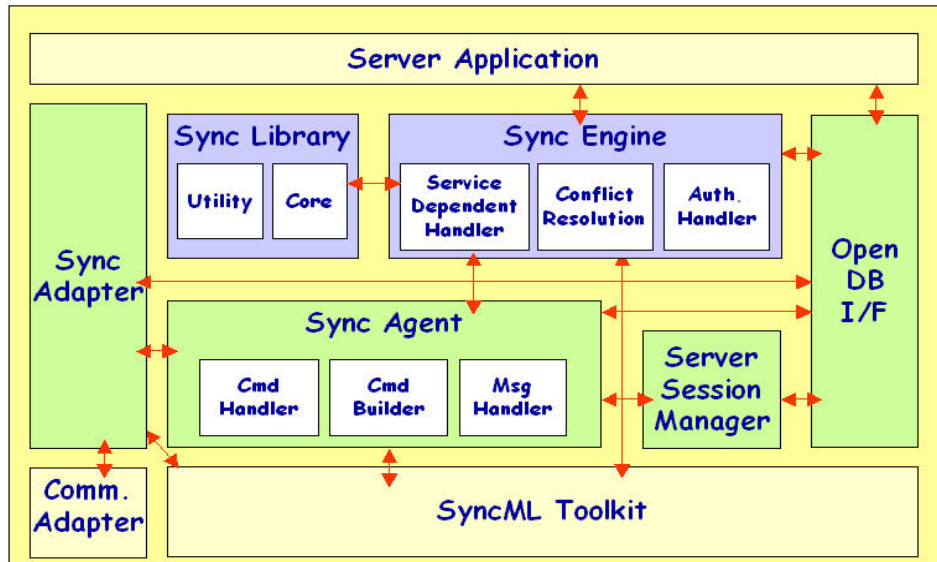 Server Application
Sync Library
Utility
Core
Sync Engine
Service
Dependent
Handler
Conflict
Resolution
Auth.
Handler
Sync
Adapter
Open
DB
I/F
Sync Agent
Cmd
Handler
Cmd
Builder
Msg
Handler
Server
Session
Manager
Comm.
Adapter
SyncML Toolkit